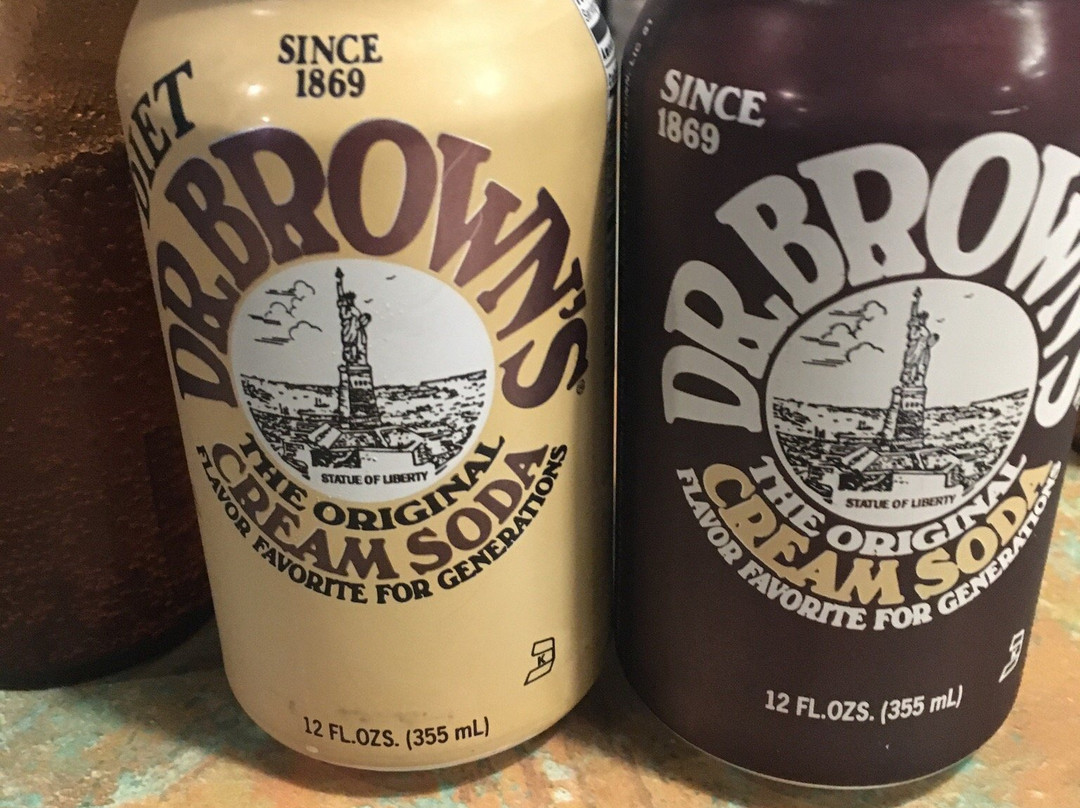 SINCE
1869
DIET
DR. BROWN'S®
STATUE OF LIBERTY
THE ORIGINAL
CREAM SODA
FLAVOR FAVORITE FOR GENERATIONS
K
12 FL.OZS. (355 mL)
SINCE
1869
DR. BROWN'S
STATUE OF LIBERTY
THE ORIGINAL
CREAM SODA
FLAVOR FAVORITE FOR GENERATIONS
K
12 FL.OZS. (355 mL)